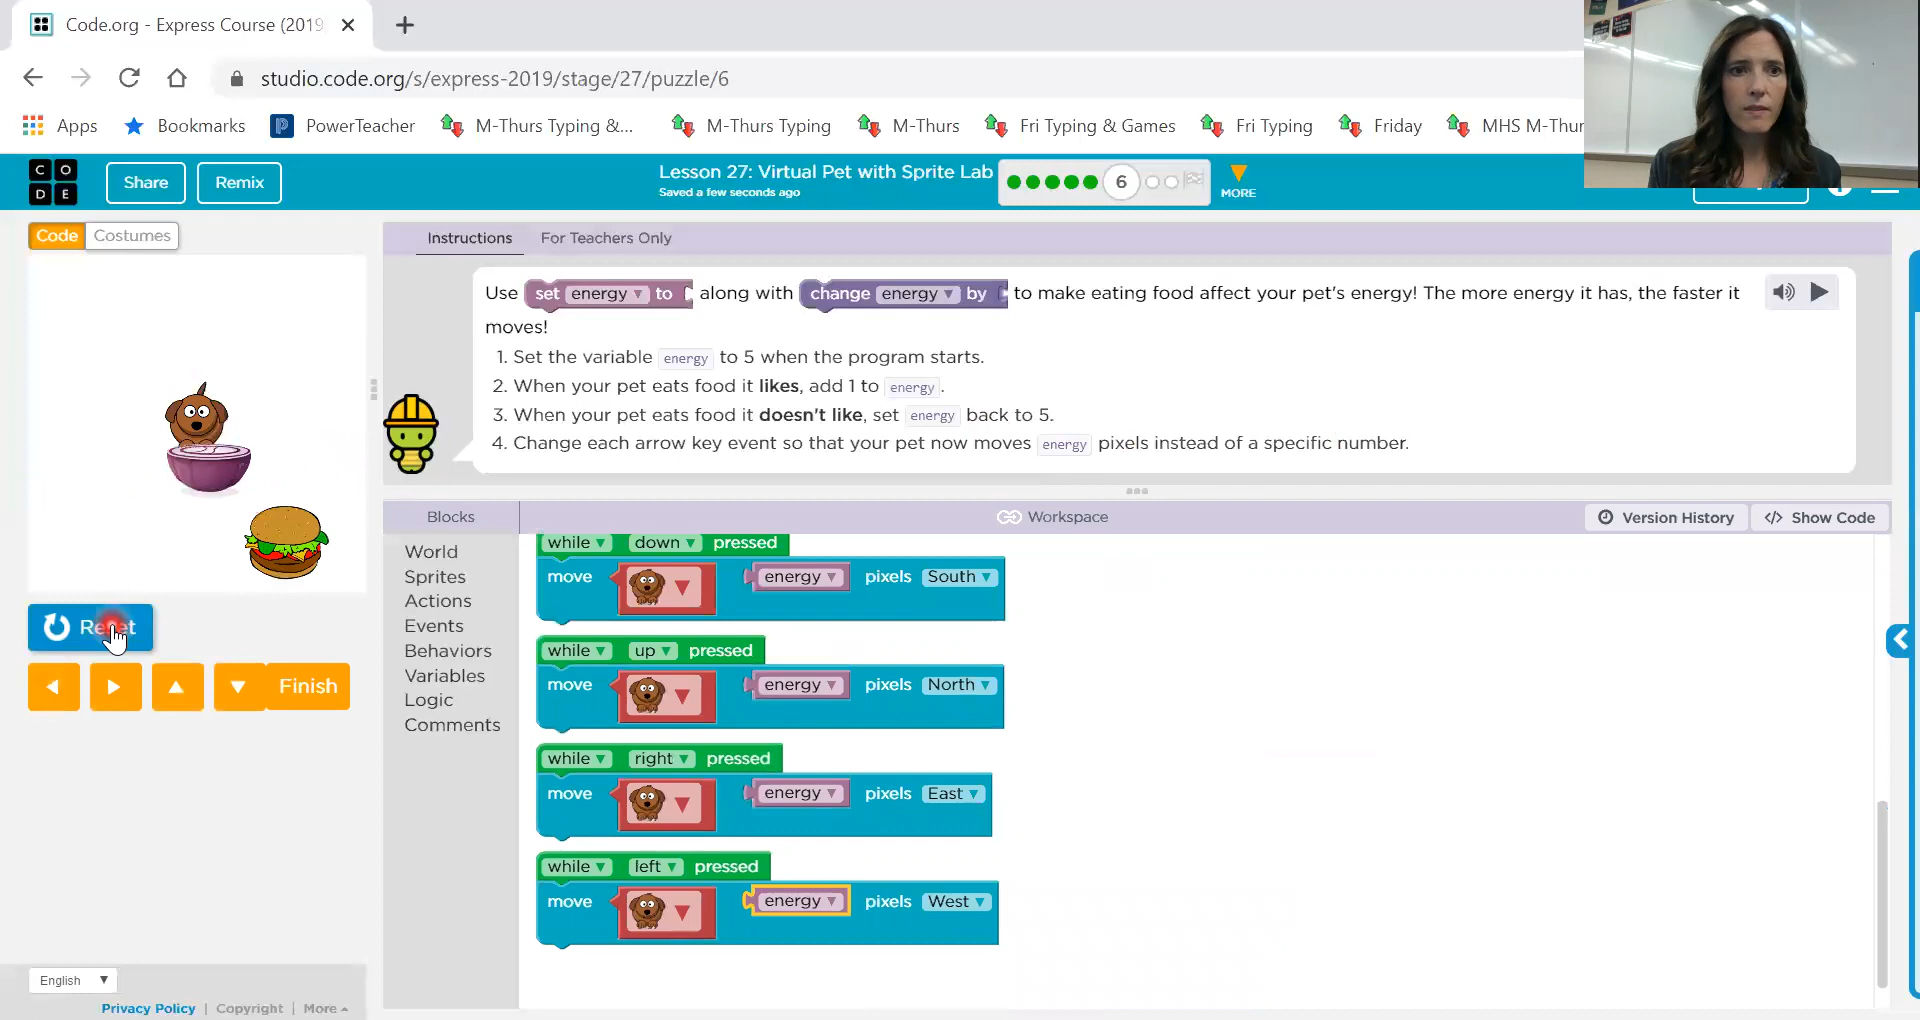 Code.org - Express Course (2019
studio.code.org/s/express-2019/stage/27/puzzle/6
Apps Bookmarks PowerTeacher M-Thurs Typing &... M-Thurs Typing M-Thurs Fri Typing & Games Fri Typing Friday MHS M-Thur
CO
DE
Share
Remix
Lesson 27: Virtual Pet with Sprite Lab
Saved a few seconds ago
6
MORE
Code Costumes
Instructions For Teachers Only
Use set energy to along with change energy by to make eating food affect your pet's energy! The more energy it has, the faster it
moves!
1. Set the variable energy to 5 when the program starts.
2. When your pet eats food it likes, add 1 to energy.
3. When your pet eats food it doesn't like, set energy back to 5.
4. Change each arrow key event so that your pet now moves energy pixels instead of a specific number.
Blocks
Workspace
Version History
</> Show Code
World
Sprites
Actions
Events
Behaviors
Variables
Logic
Comments
while down pressed
move energy pixels South
while up pressed
move energy pixels North
while right pressed
move energy pixels East
while left pressed
move energy pixels West
Reset
Finish
English
Privacy Policy | Copyright | More